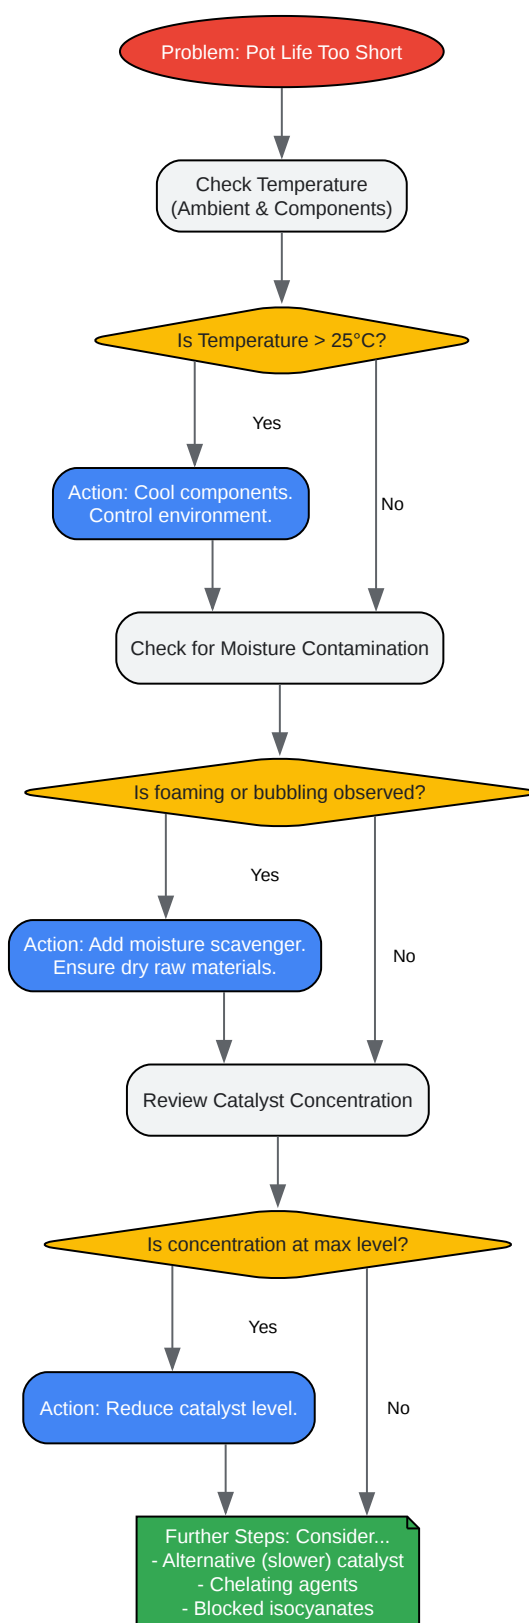 Problem: Pot Life Too Short
Check Temperature
(Ambient & Components)
Is Temperature > 25°C?
Yes
Action: Cool components.
Control environment.
No
Check for Moisture Contamination
Is foaming or bubbling observed?
Yes
Action: Add moisture scavenger.
Ensure dry raw materials.
No
Review Catalyst Concentration
Is concentration at max level?
Yes
Action: Reduce catalyst level.
No
Further Steps: Consider...
- Alternative (slower) catalyst
- Chelating agents
- Blocked isocyanates